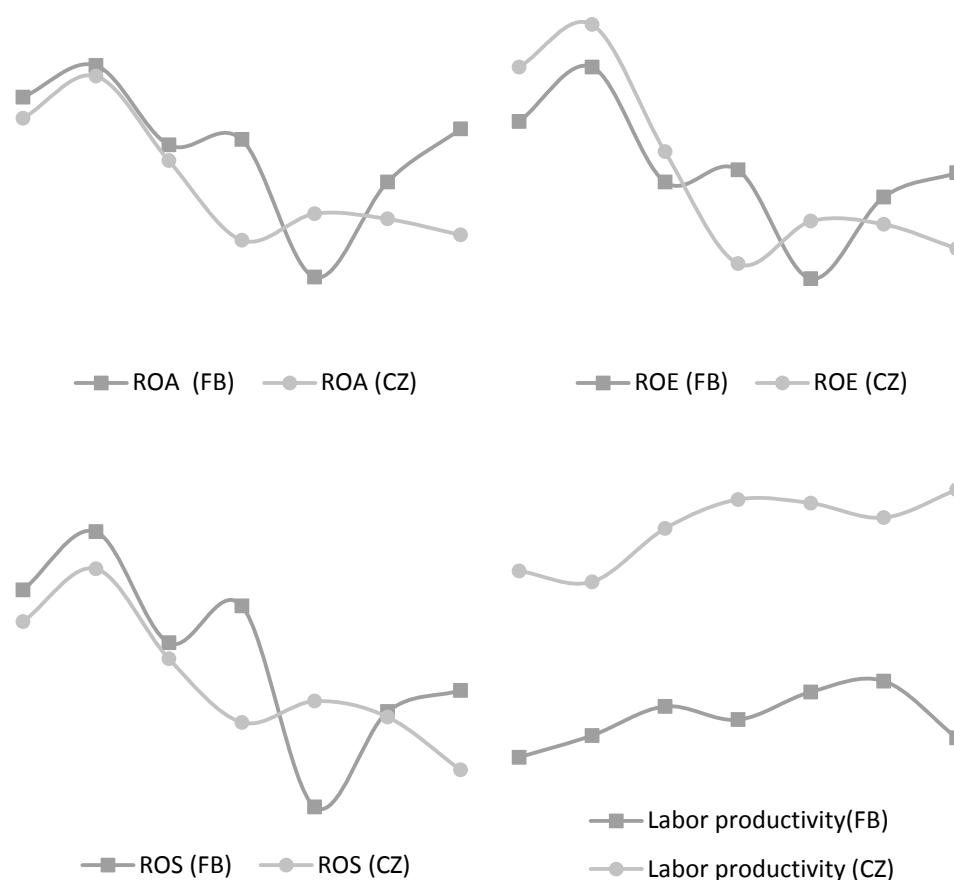 ROA  (FB) ROA (CZ)
ROE (FB) ROE (CZ)
ROS (FB) ROS (CZ)
Labor productivity(FB)
Labor productivity (CZ)